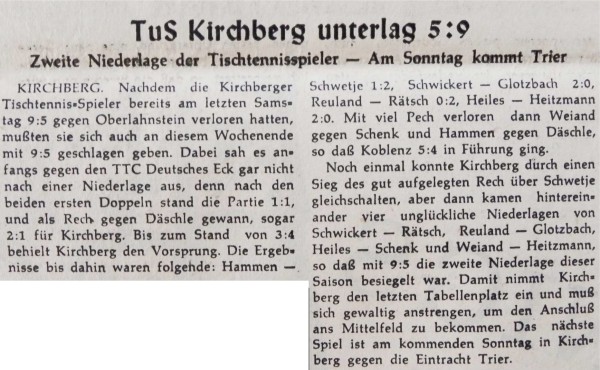 TuS Kirchberg unterlag 5:9
Zweite Niederlage der Tischtennisspieler — Am Sonntag kommt Trier
KIRCHBERG. Nachdem die Kirchberger
Tischtennis-Spieler bereits am letzten Sams-
tag 9:5 gegen Oberlahnstein verloren hatten,
mußten sie sich auch an diesem Wochenende
mit 9:5 geschlagen geben. Dabei sah es an-
fangs gegen den TTC Deutsches Eck gar nicht
nach einer Niederlage aus, denn nach den
beiden ersten Doppeln stand die Partie 1:1,
und als Rech gegen Däschle gewann, sogar
2:1 für Kirchberg. Bis zum Stand von 3:4
behielt Kirchberg den Vorsprung. Die Ergeb-
nisse bis dahin waren folgende: Hammen —
Schwetje 1:2, Schwickert — Glotzbach 2:0,
Reuland — Rätsch 0:2, Heiles — Heitzmann
2:0. Mit viel Pech verloren dann Weiand
gegen Schenk und Hammen gegen Däschle,
so daß Koblenz 5:4 in Führung ging.
Noch einmal konnte Kirchberg durch einen
Sieg des gut aufgelegten Rech über Schwetje
gleichschalten, aber dann kamen hinterein-
ander vier unglückliche Niederlagen von
Schwickert — Rätsch, Reuland — Glotzbach,
Heiles — Schenk und Weiand — Heitzmann,
so daß mit 9:5 die zweite Niederlage dieser
Saison besiegelt war. Damit nimmt Kirch-
berg den letzten Tabellenplatz ein und muß
sich gewaltig anstrengen, um den Anschluß
ans Mittelfeld zu bekommen. Das nächste
Spiel ist am kommenden Sonntag in Kirch-
berg gegen die Eintracht Trier.